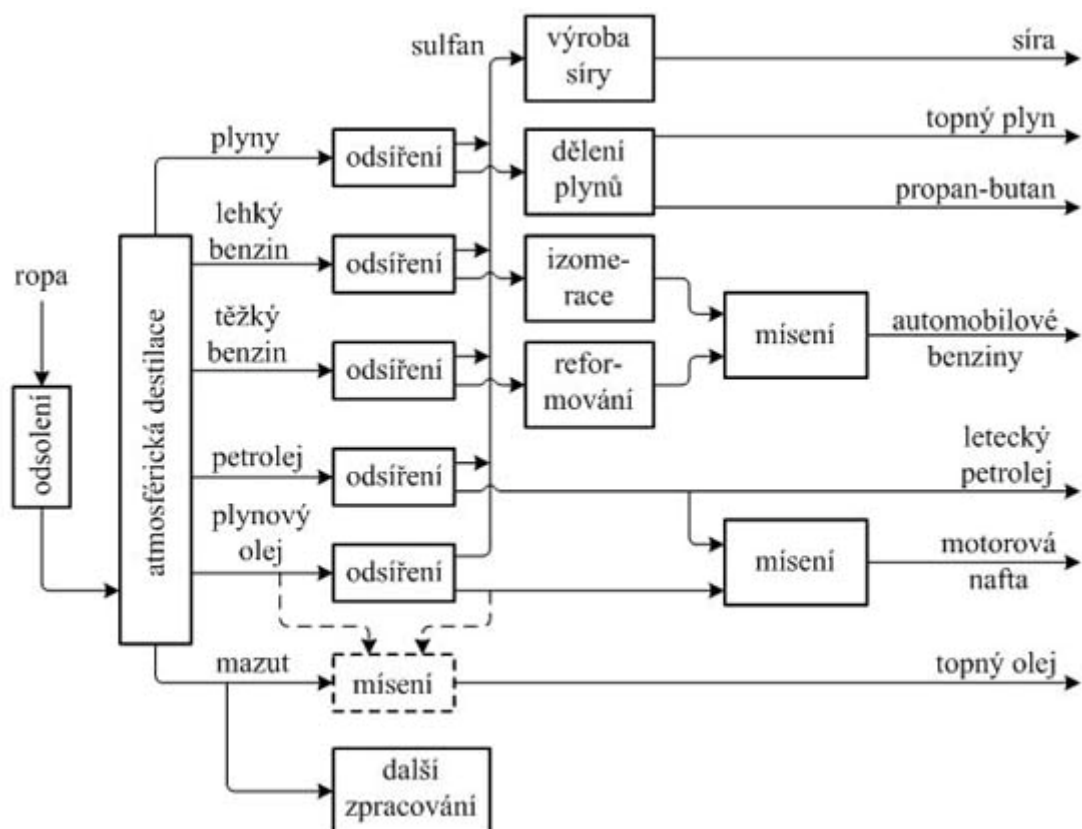 sulfan
výroba
síry
síra
plyny
odsíření
dělení
plynů
topný plyn
propan-butan
lehký
benzin
odsíření
izome-
race
ropa
těžký
benzin
odsíření
refor-
mování
mísení
automobilové
benziny
odsolení
atmosférická destilace
petrolej
odsíření
letecký
petrolej
plynový
olej
odsíření
mísení
motorová
nafta
mazut
mísení
topný olej
další
zpracování